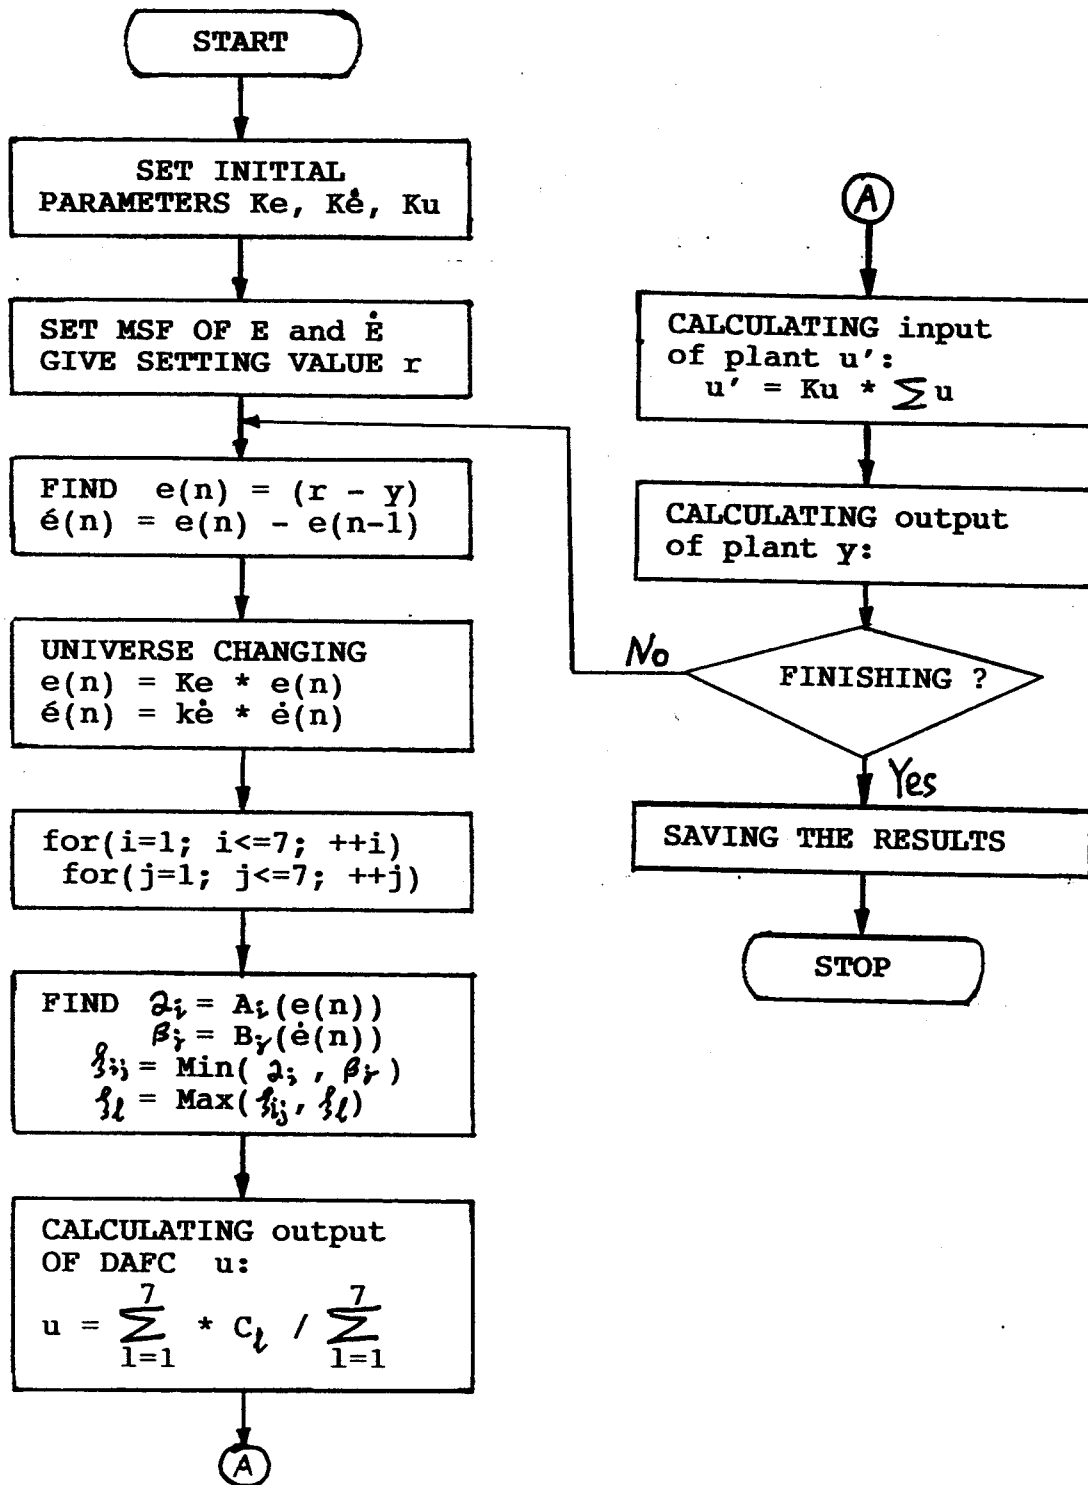 START
SET INITIAL
PARAMETERS Ke, Kė, Ku
SET MSF OF E and Ė
GIVE SETTING VALUE r
FIND e(n) = (r - y)
é(n) = e(n) - e(n-1)
UNIVERSE CHANGING
e(n) = Ke * e(n)
é(n) = kė * ė(n)
for(i=1; i<=7; ++i)
for(j=1; j<=7; ++j)
FIND ∂i = Ai(e(n))
βj = Bj(ė(n))
ξij = Min( ∂i , βj )
ξl = Max(ξij, ξl)
CALCULATING output
OF DAFC u:
7 7
u = ∑ * Cl / ∑
l=1 l=1
A
A
CALCULATING input
of plant u':
u' = Ku * ∑ u
CALCULATING output
of plant y:
FINISHING ?
No
Yes
SAVING THE RESULTS
STOP